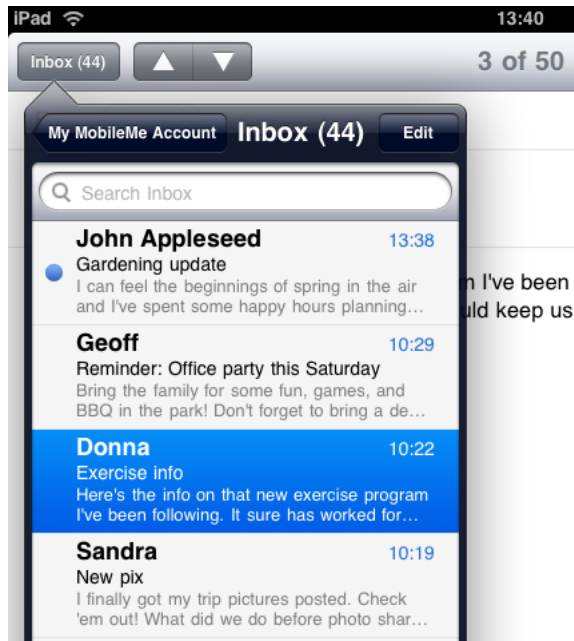 iPad 13:40
Inbox (44) 3 of 50
My MobileMe Account Inbox (44) Edit
Search Inbox
John Appleseed 13:38
Gardening update
I can feel the beginnings of spring in the air
and I've spent some happy hours planning...
Geoff 10:29
Reminder: Office party this Saturday
Bring the family for some fun, games, and
BBQ in the park! Don't forget to bring a de...
Donna 10:22
Exercise info
Here's the info on that new exercise program
I've been following. It sure has worked for...
Sandra 10:19
New pix
I finally got my trip pictures posted. Check
'em out! What did we do before photo shar...
I've been
keep us